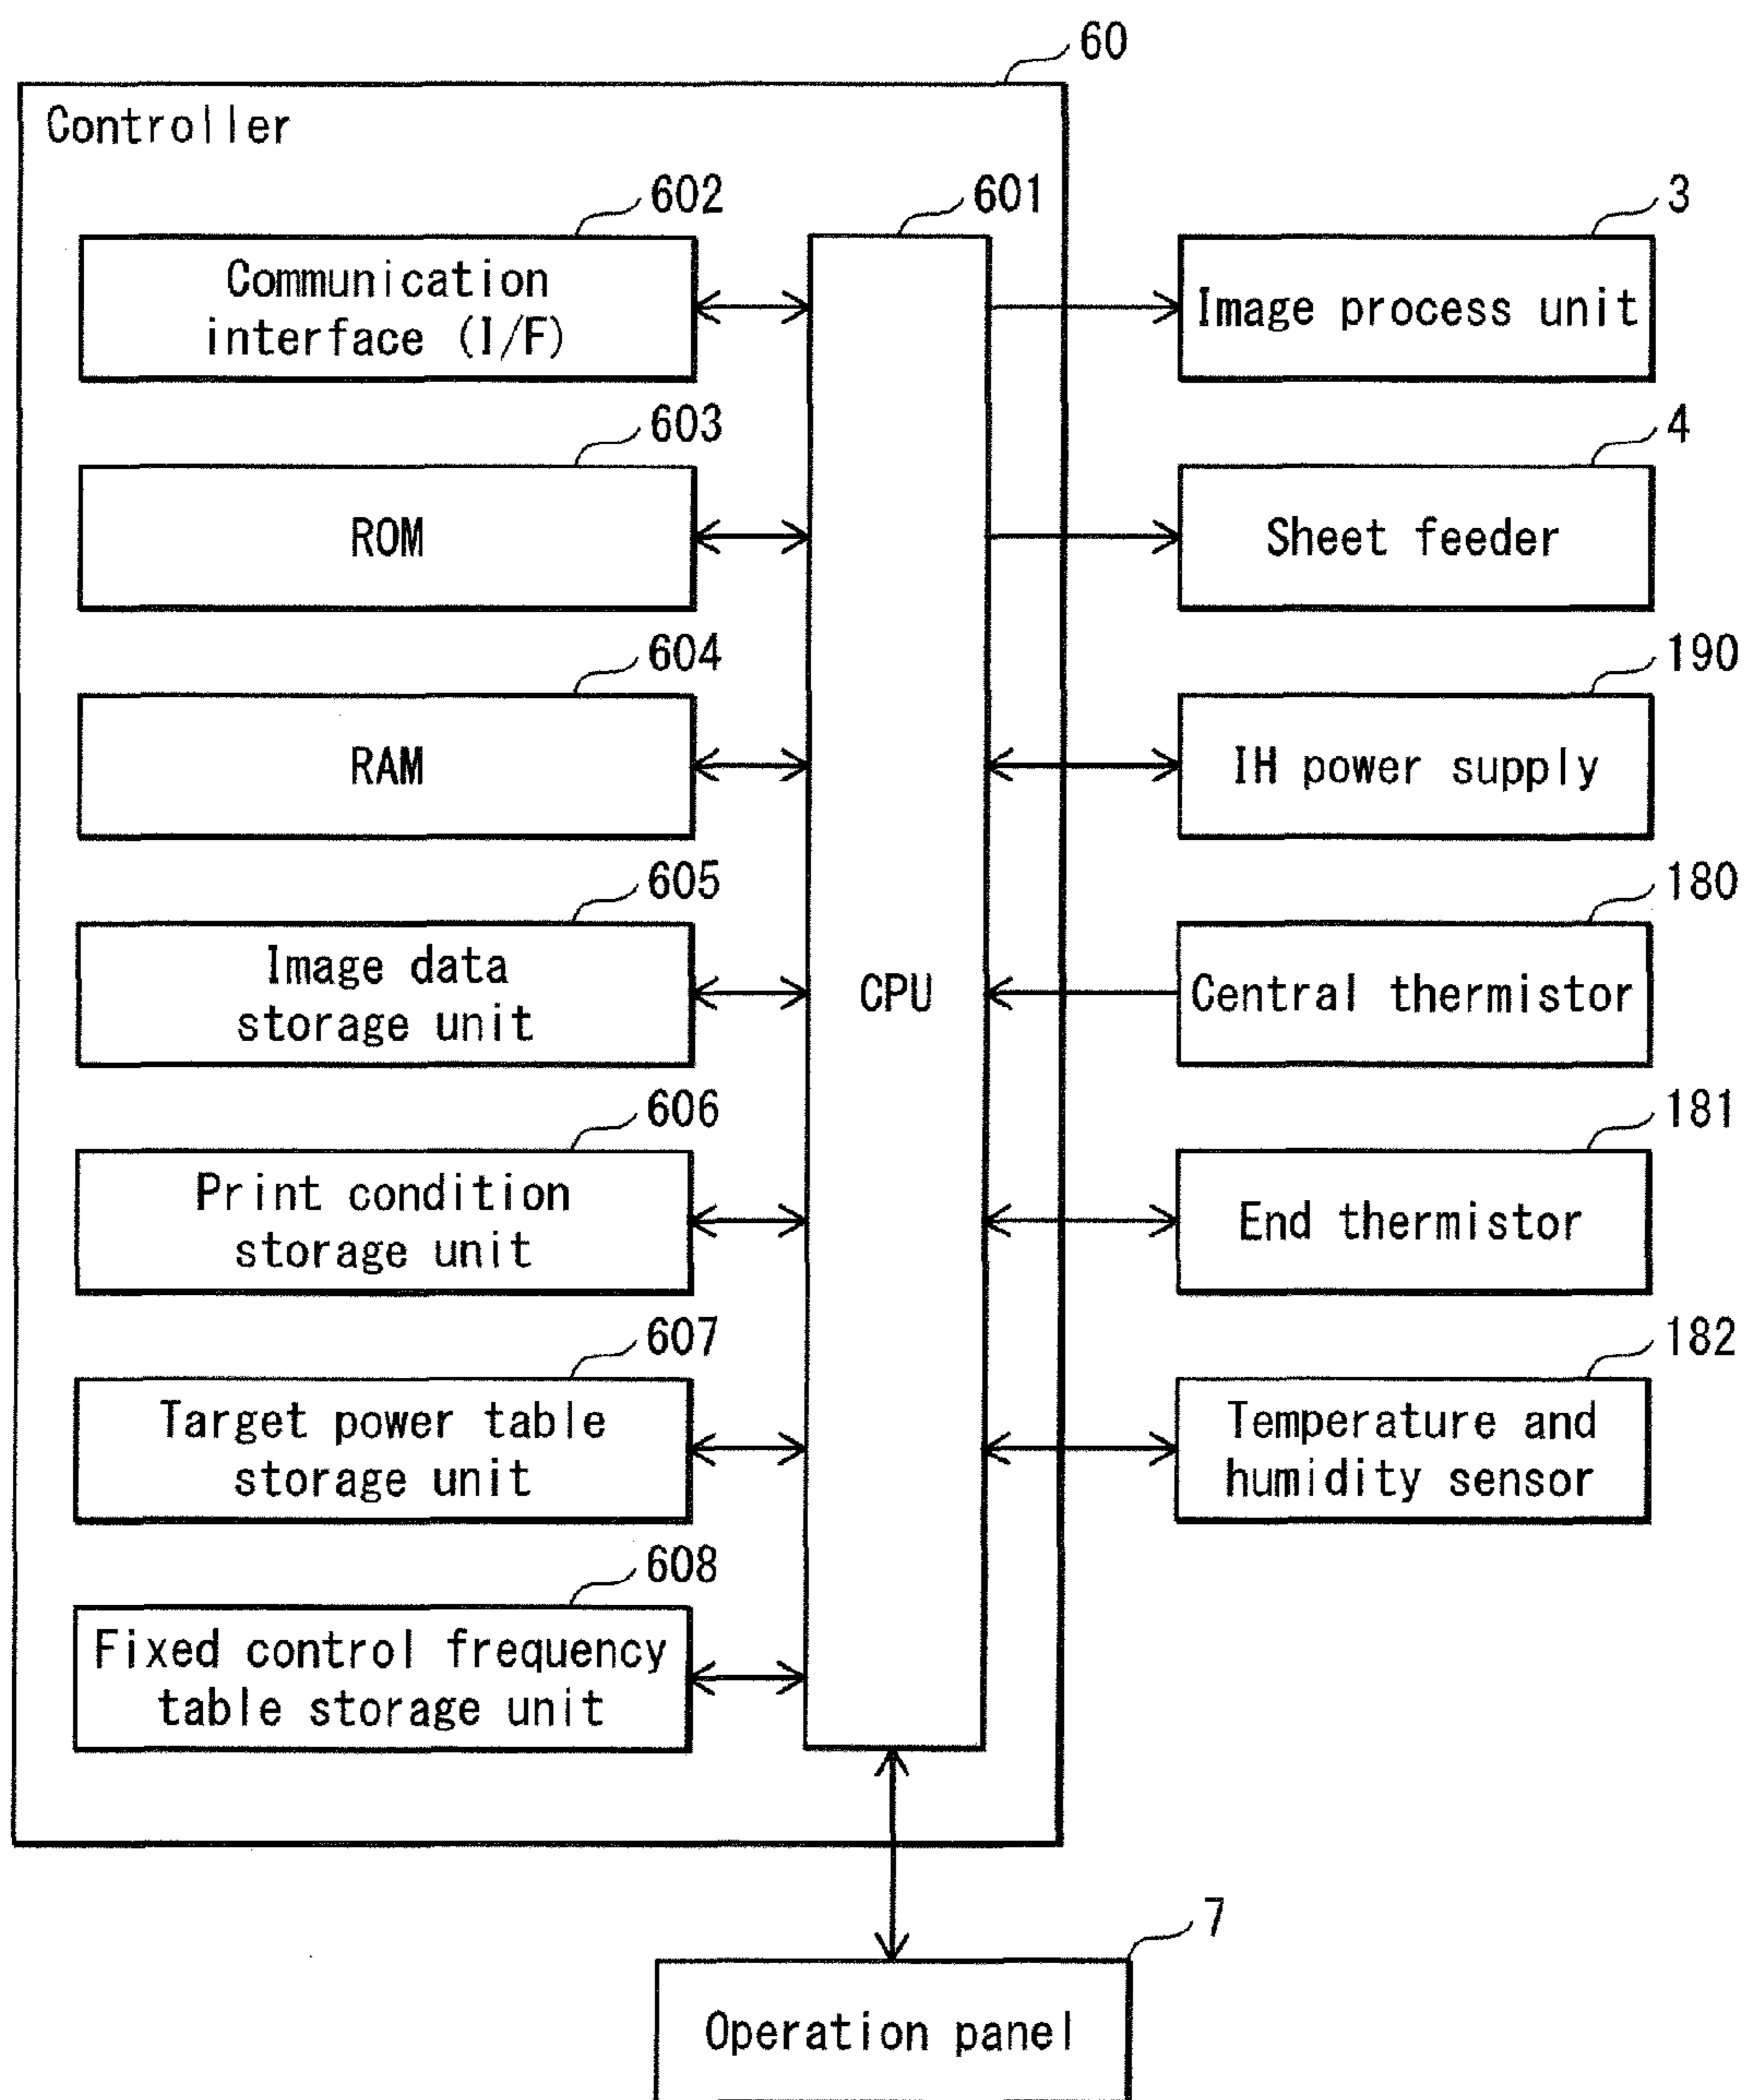 60
Controller
602
601
3
Communication
interface (I/F)
Image process unit
603
4
ROM
Sheet feeder
604
190
RAM
IH power supply
605
180
Image data
storage unit
CPU
Central thermistor
606
181
Print condition
storage unit
End thermistor
607
182
Target power table
storage unit
Temperature and
humidity sensor
608
Fixed control frequency
table storage unit
7
Operation panel